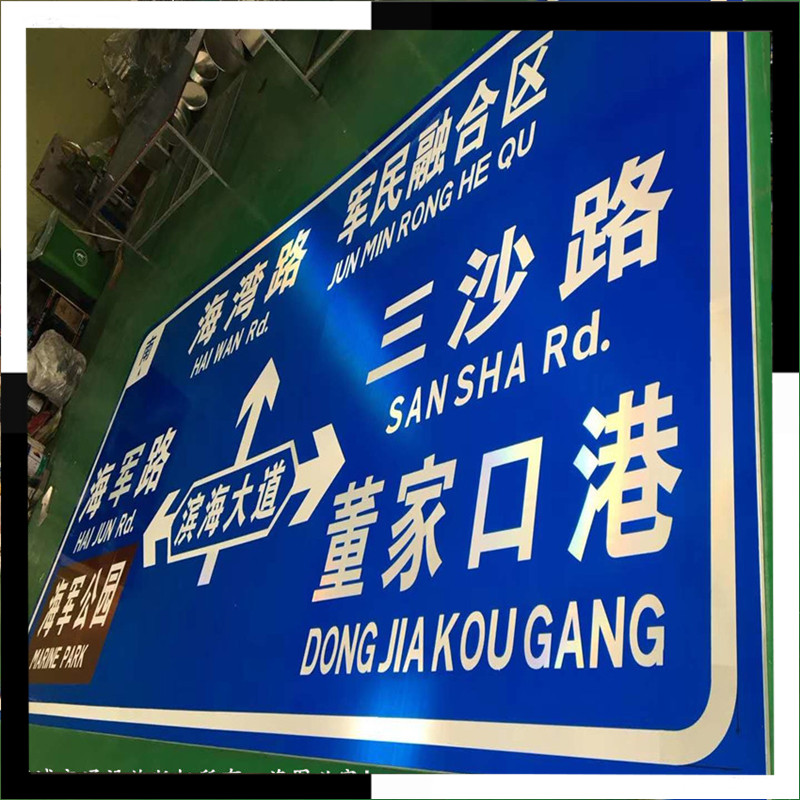 军民融合区
JUN MIN RONG HE QU
海湾路
HAI WAN Rd.
三沙路
SAN SHA Rd.
海军路
HAI JUN Rd.
滨海大道
董家口港
DONG JIA KOU GANG
海军公园
MARINE PARK